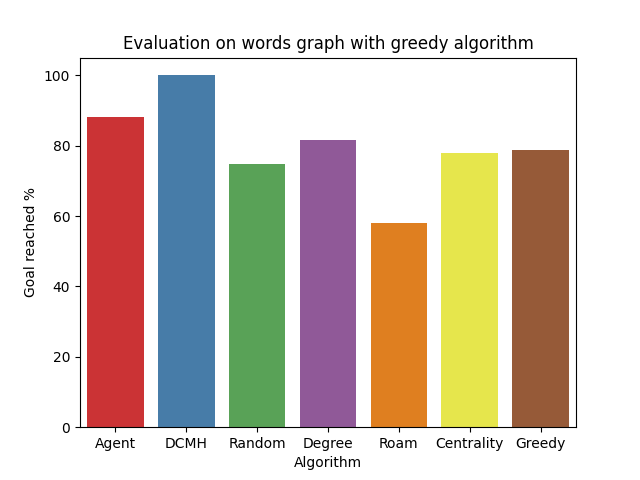 Evaluation on words graph with greedy algorithm
Goal reached %
100
80
60
40
20
0
Agent DCMH Random Degree Roam Centrality Greedy
Algorithm